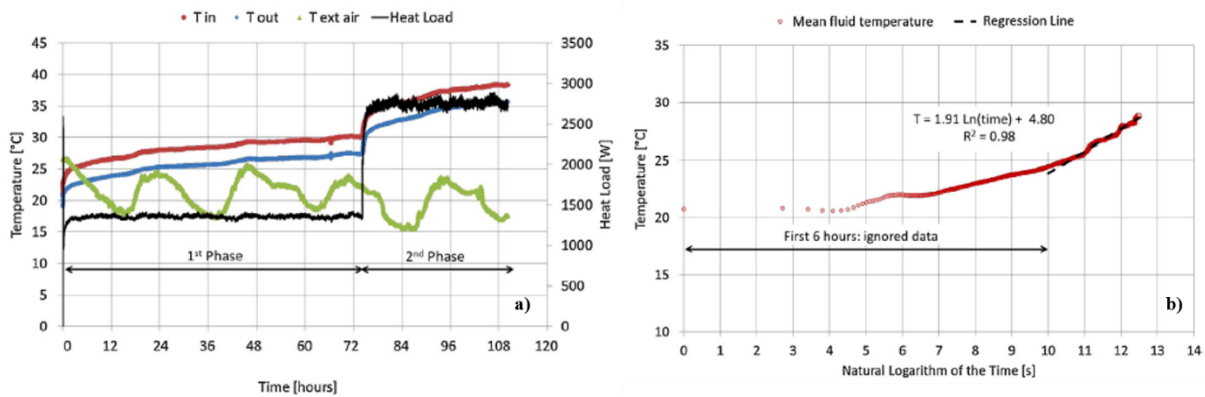 T in T out T ext air Heat Load
45
40
35
30
25
20
15
10
5
0
Temperature [°C]
3500
3000
2500
2000
1500
1000
500
0
Heat Load [W]
1st Phase
2nd Phase
a)
0 12 24 36 48 60 72 84 96 108 120
Time [hours]
Mean fluid temperature Regression Line
35
30
25
20
15
10
Temperature [°C]
T = 1.91 Ln(time) + 4.80
R² = 0.98
First 6 hours: ignored data
b)
0 1 2 3 4 5 6 7 8 9 10 11 12 13 14
Natural Logarithm of the Time [s]